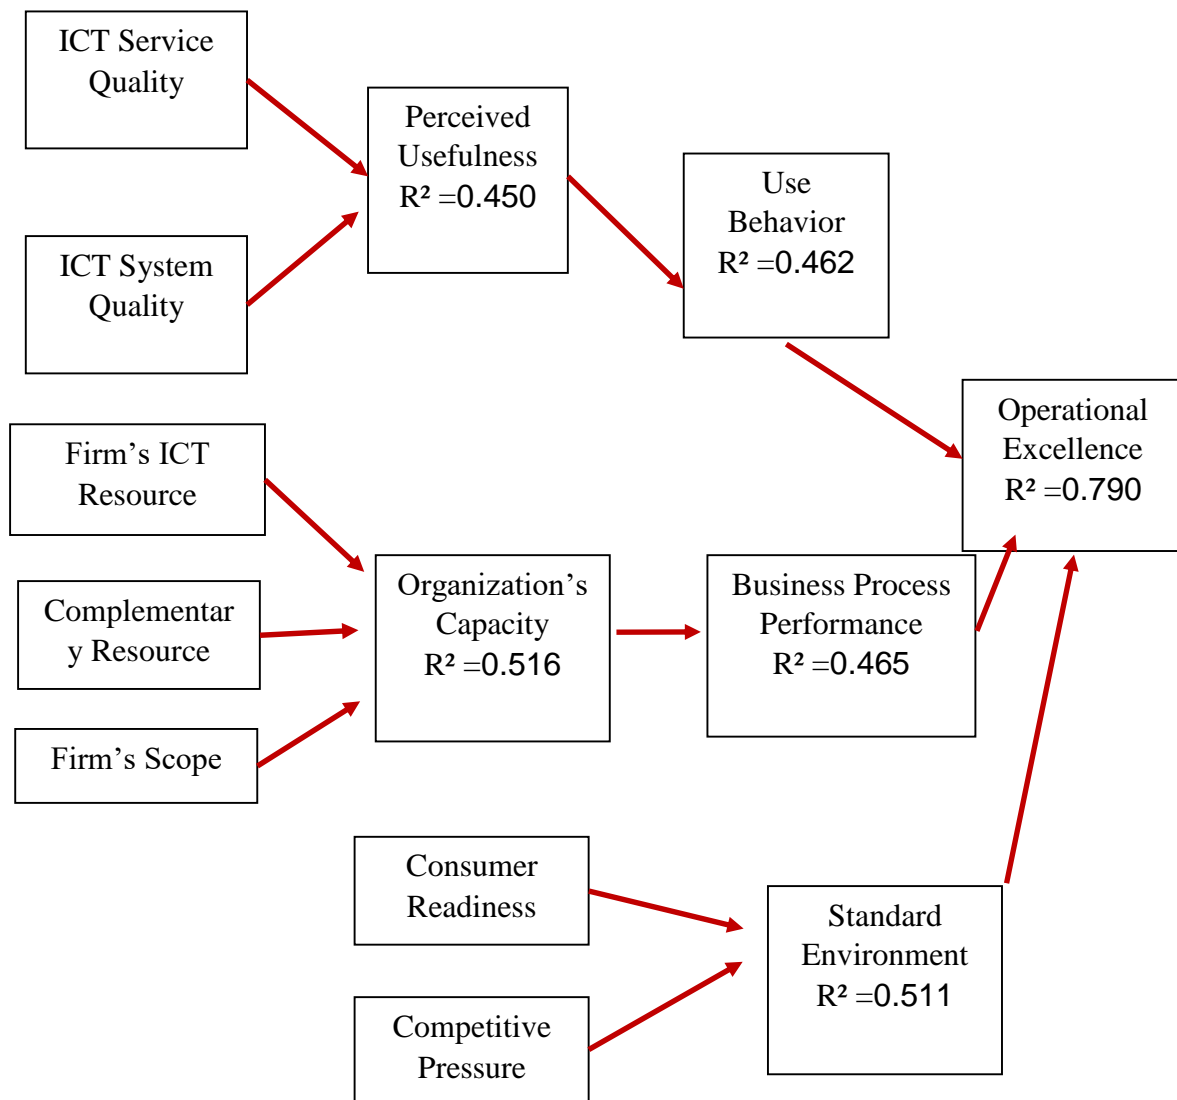 ICT Service
Quality
Perceived
Usefulness
R² =0.450
Use
Behavior
R² =0.462
ICT System
Quality
Operational
Excellence
R² =0.790
Firm’s ICT
Resource
Complementar
y Resource
Firm’s Scope
Organization’s
Capacity
R² =0.516
Business Process
Performance
R² =0.465
Consumer
Readiness
Competitive
Pressure
Standard
Environment
R² =0.511